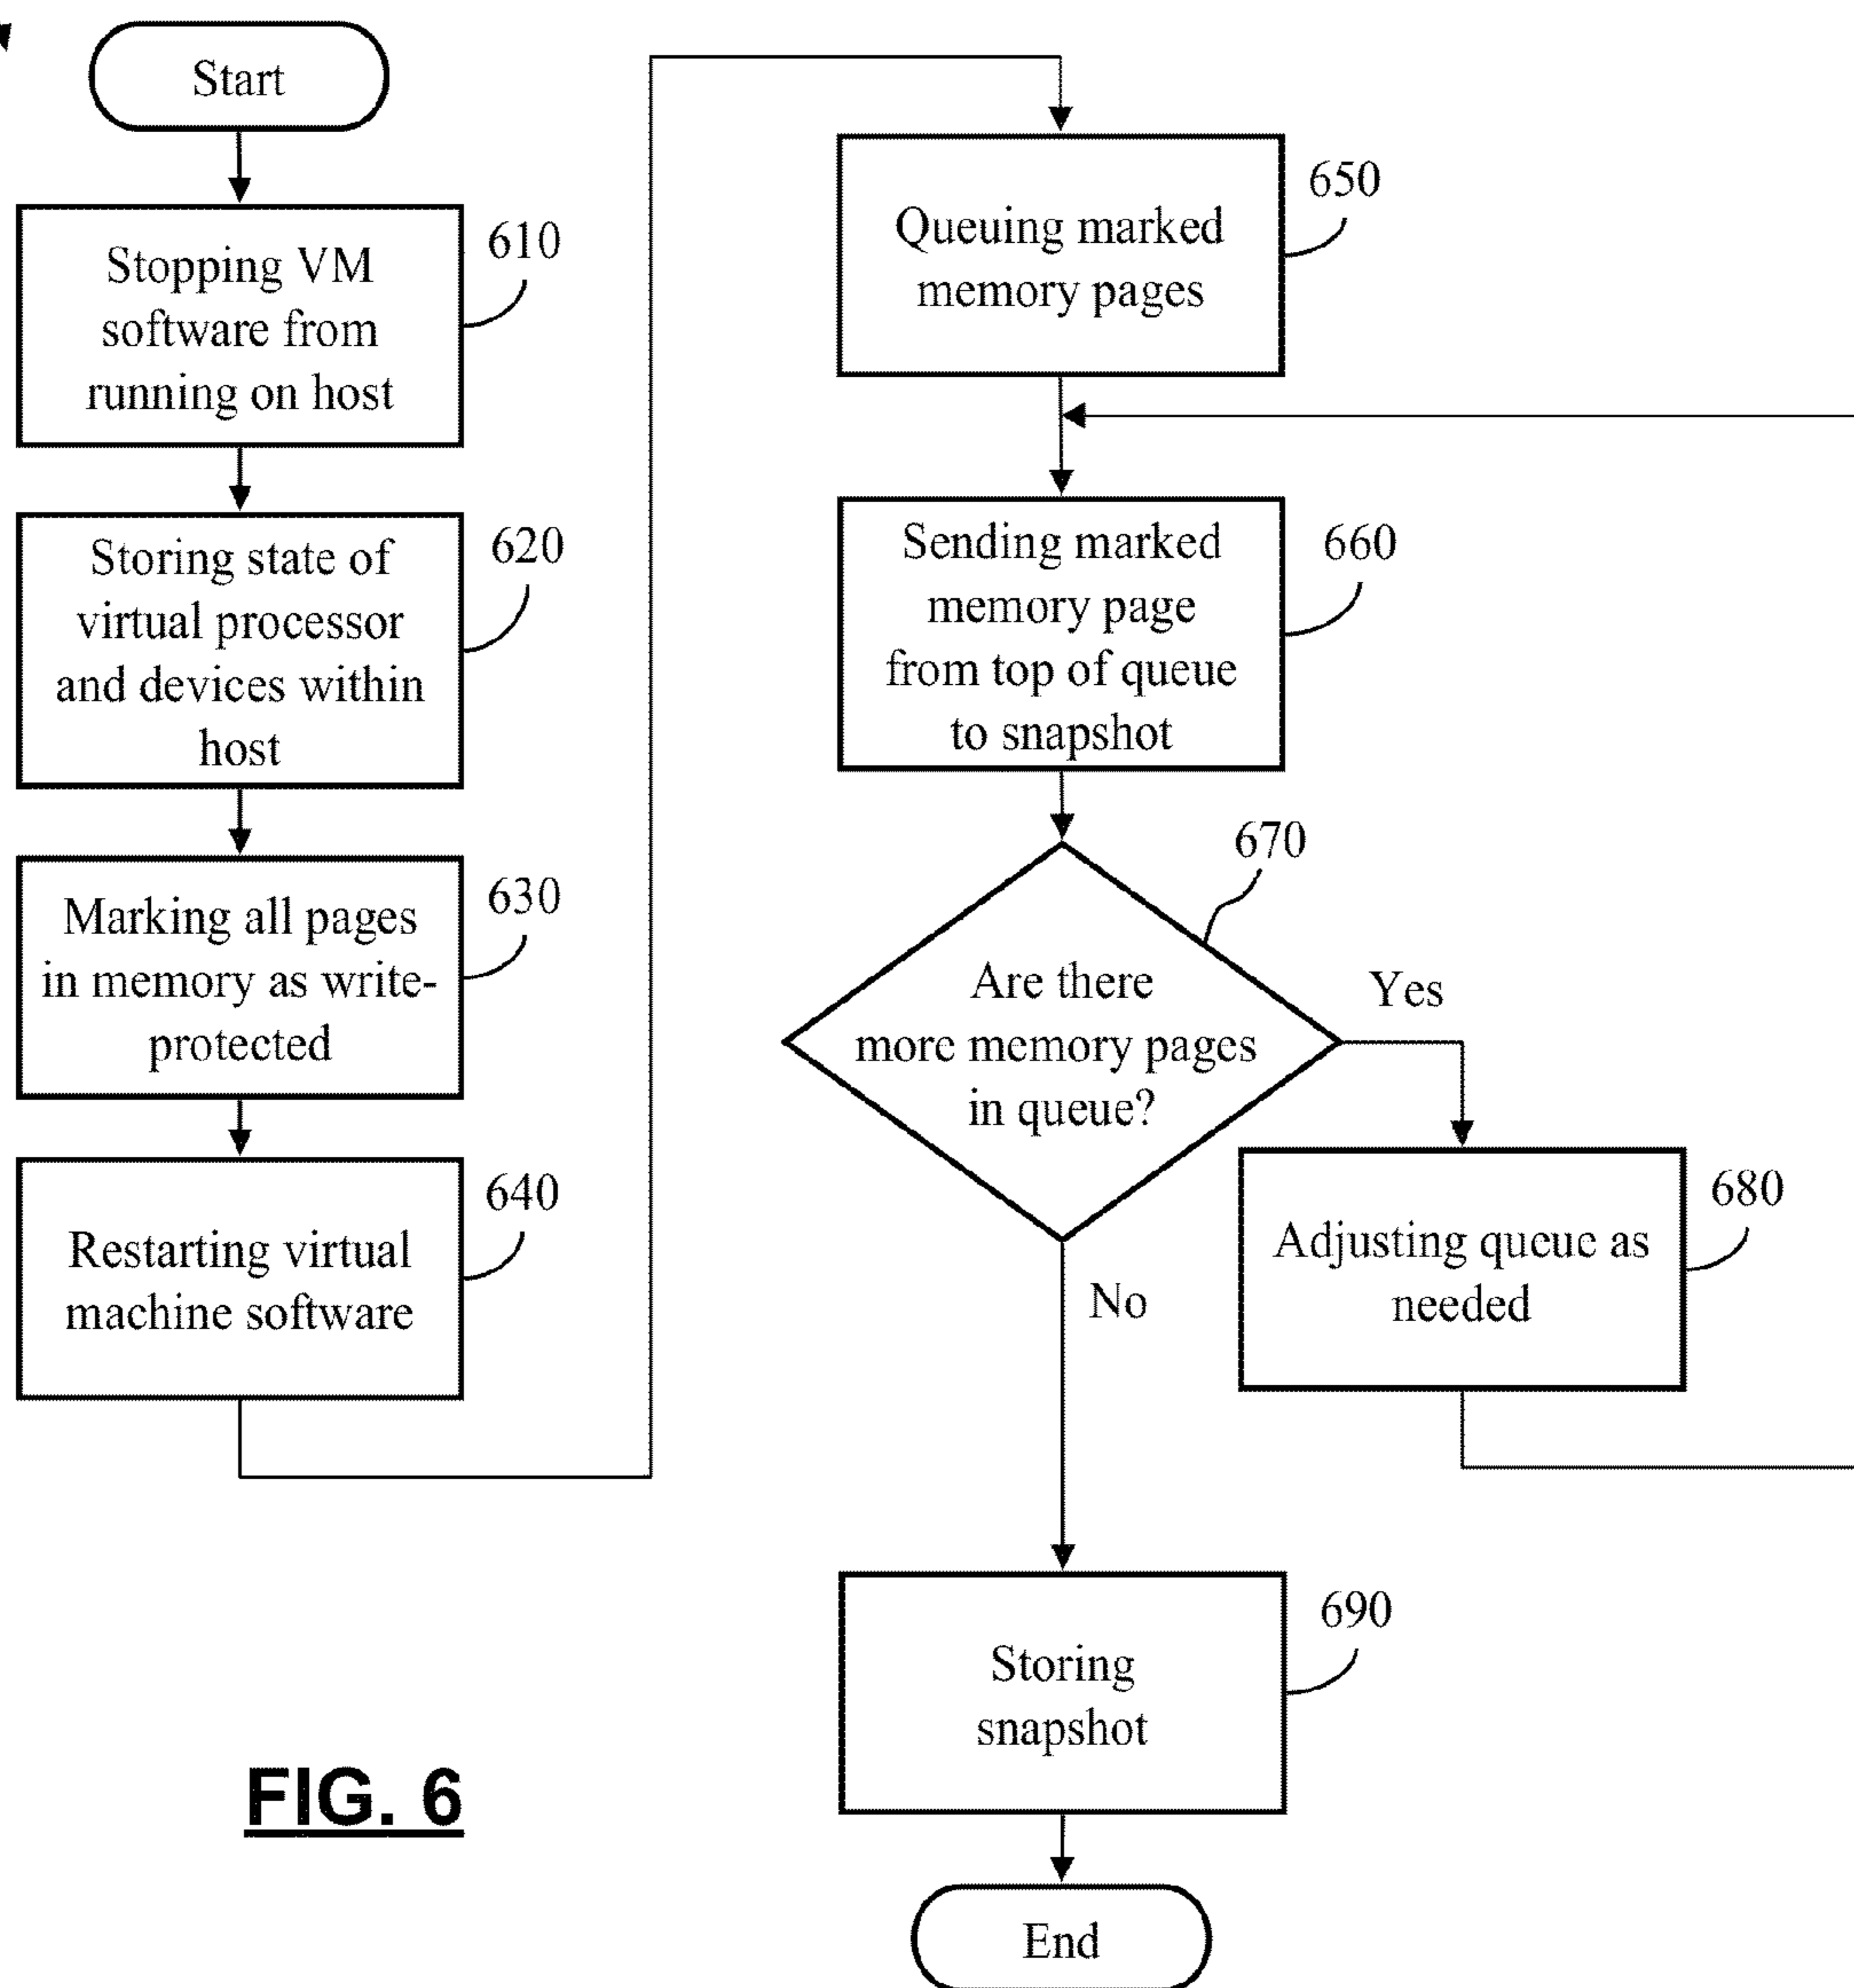 Start
610
Stopping VM
software from
running on host
620
Storing state of
virtual processor
and devices within
host
630
Marking all pages
in memory as write-
protected
640
Restarting virtual
machine software
650
Queuing marked
memory pages
660
Sending marked
memory page
from top of queue
to snapshot
670
Are there
more memory pages
in queue?
Yes
680
Adjusting queue as
needed
No
690
Storing
snapshot
End
FIG. 6